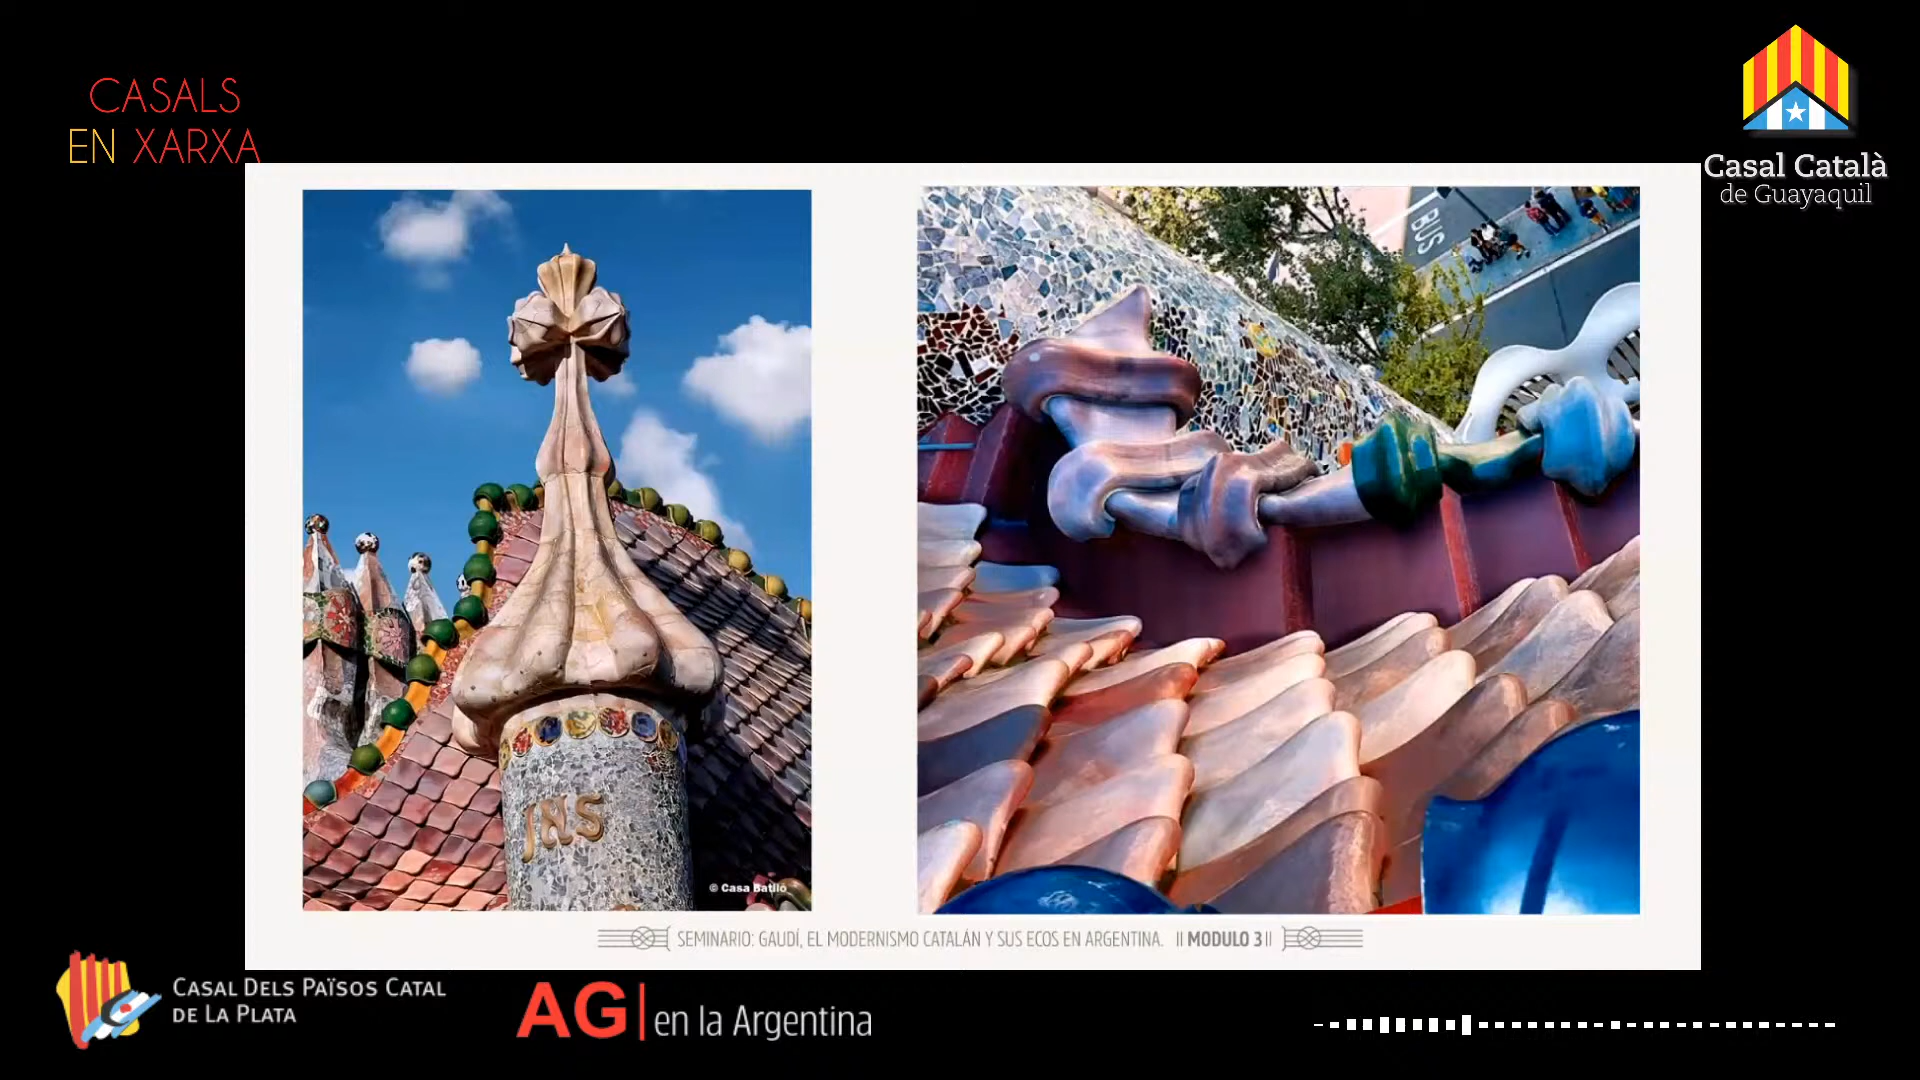 CASALS
EN XARXA
Casal Català
de Guayaquil
BUS
JHS
© Casa Batlló
SEMINARIO: GAUDÍ, EL MODERNISMO CATALÁN Y SUS ECOS EN ARGENTINA. || MODULO 3 ||
CASAL DELS PAÏSOS CATAL
DE LA PLATA
AG | en la Argentina